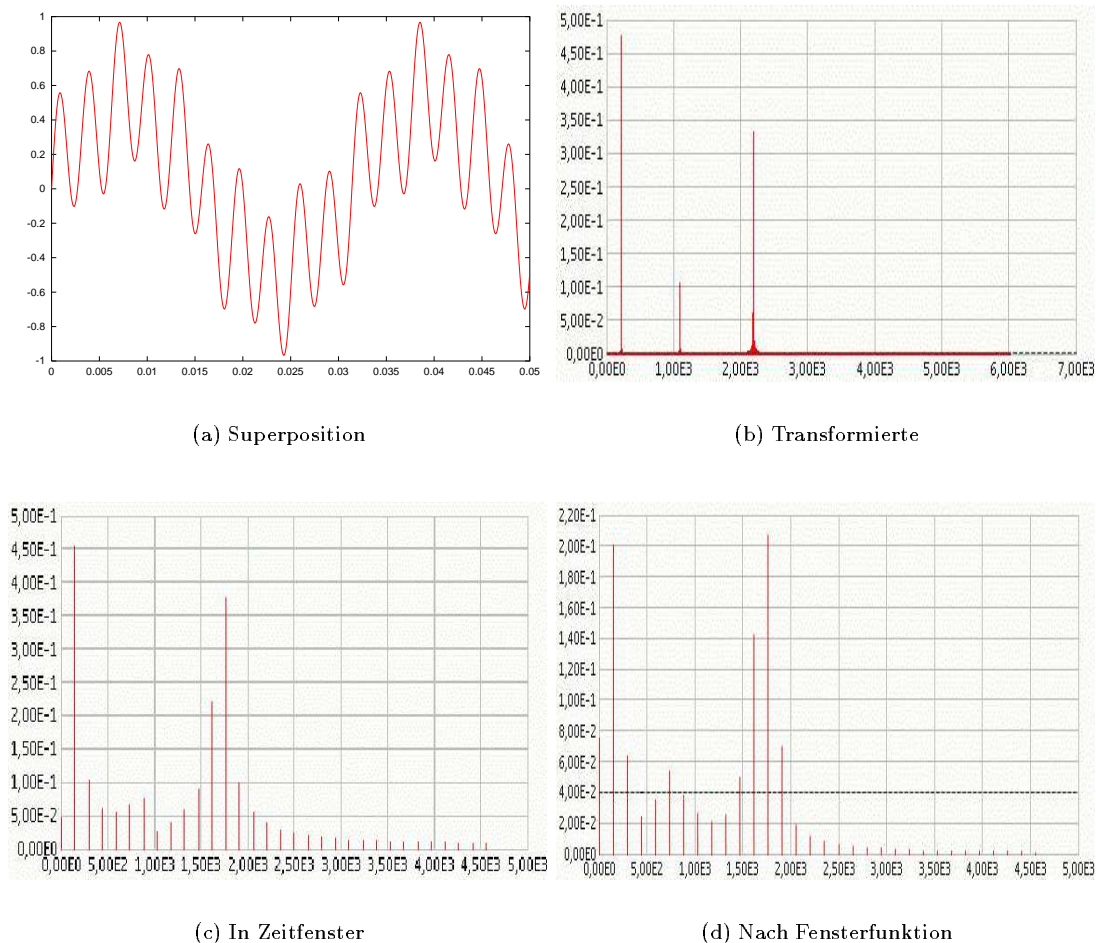 1
0.8
0.6
0.4
0.2
0
-0.2
-0.4
-0.6
-0.8
-1
0 0.005 0.01 0.015 0.02 0.025 0.03 0.035 0.04 0.045 0.05
(a) Superposition
5,00E-1
4,50E-1
4,00E-1
3,50E-1
3,00E-1
2,50E-1
2,00E-1
1,50E-1
1,00E-1
5,00E-2
0,00E0
0,00E0 1,00E3 2,00E3 3,00E3 4,00E3 5,00E3 6,00E3 7,00E3
(b) Transformierte
5,00E-1
4,50E-1
4,00E-1
3,50E-1
3,00E-1
2,50E-1
2,00E-1
1,50E-1
1,00E-1
5,00E-2
0,00E0
0,00E0 5,00E2 1,00E3 1,50E3 2,00E3 2,50E3 3,00E3 3,50E3 4,00E3 4,50E3 5,00E3
(c) In Zeitfenster
2,20E-1
2,00E-1
1,80E-1
1,60E-1
1,40E-1
1,20E-1
1,00E-1
8,00E-2
6,00E-2
4,00E-2
2,00E-2
0,00E0
0,00E0 5,00E2 1,00E3 1,50E3 2,00E3 2,50E3 3,00E3 3,50E3 4,00E3 4,50E3 5,00E3
(d) Nach Fensterfunktion